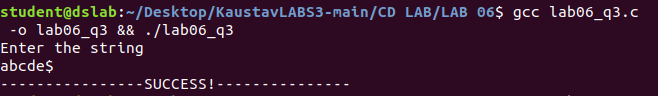 student@dslab:~/Desktop/KaustavLABS3-main/CD LAB/LAB 06$ gcc lab06_q3.c
 -o lab06_q3 && ./lab06_q3
Enter the string
abcde$
----------------SUCCESS!---------------